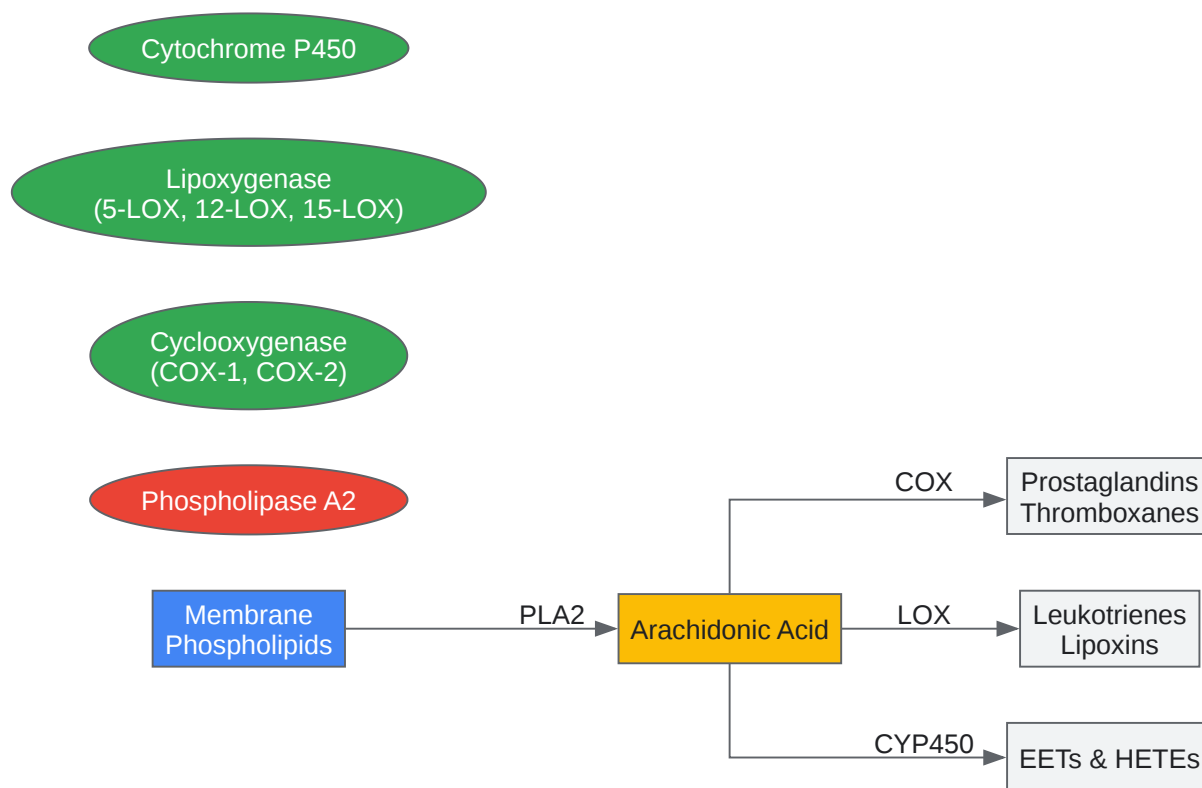 Cytochrome P450
Lipoxygenase
(5-LOX, 12-LOX, 15-LOX)
Cyclooxygenase
(COX-1, COX-2)
Phospholipase A2
COX
Prostaglandins
Thromboxanes
Membrane
Phospholipids
PLA2
Arachidonic Acid
LOX
Leukotrienes
Lipoxins
CYP450
EETs & HETEs